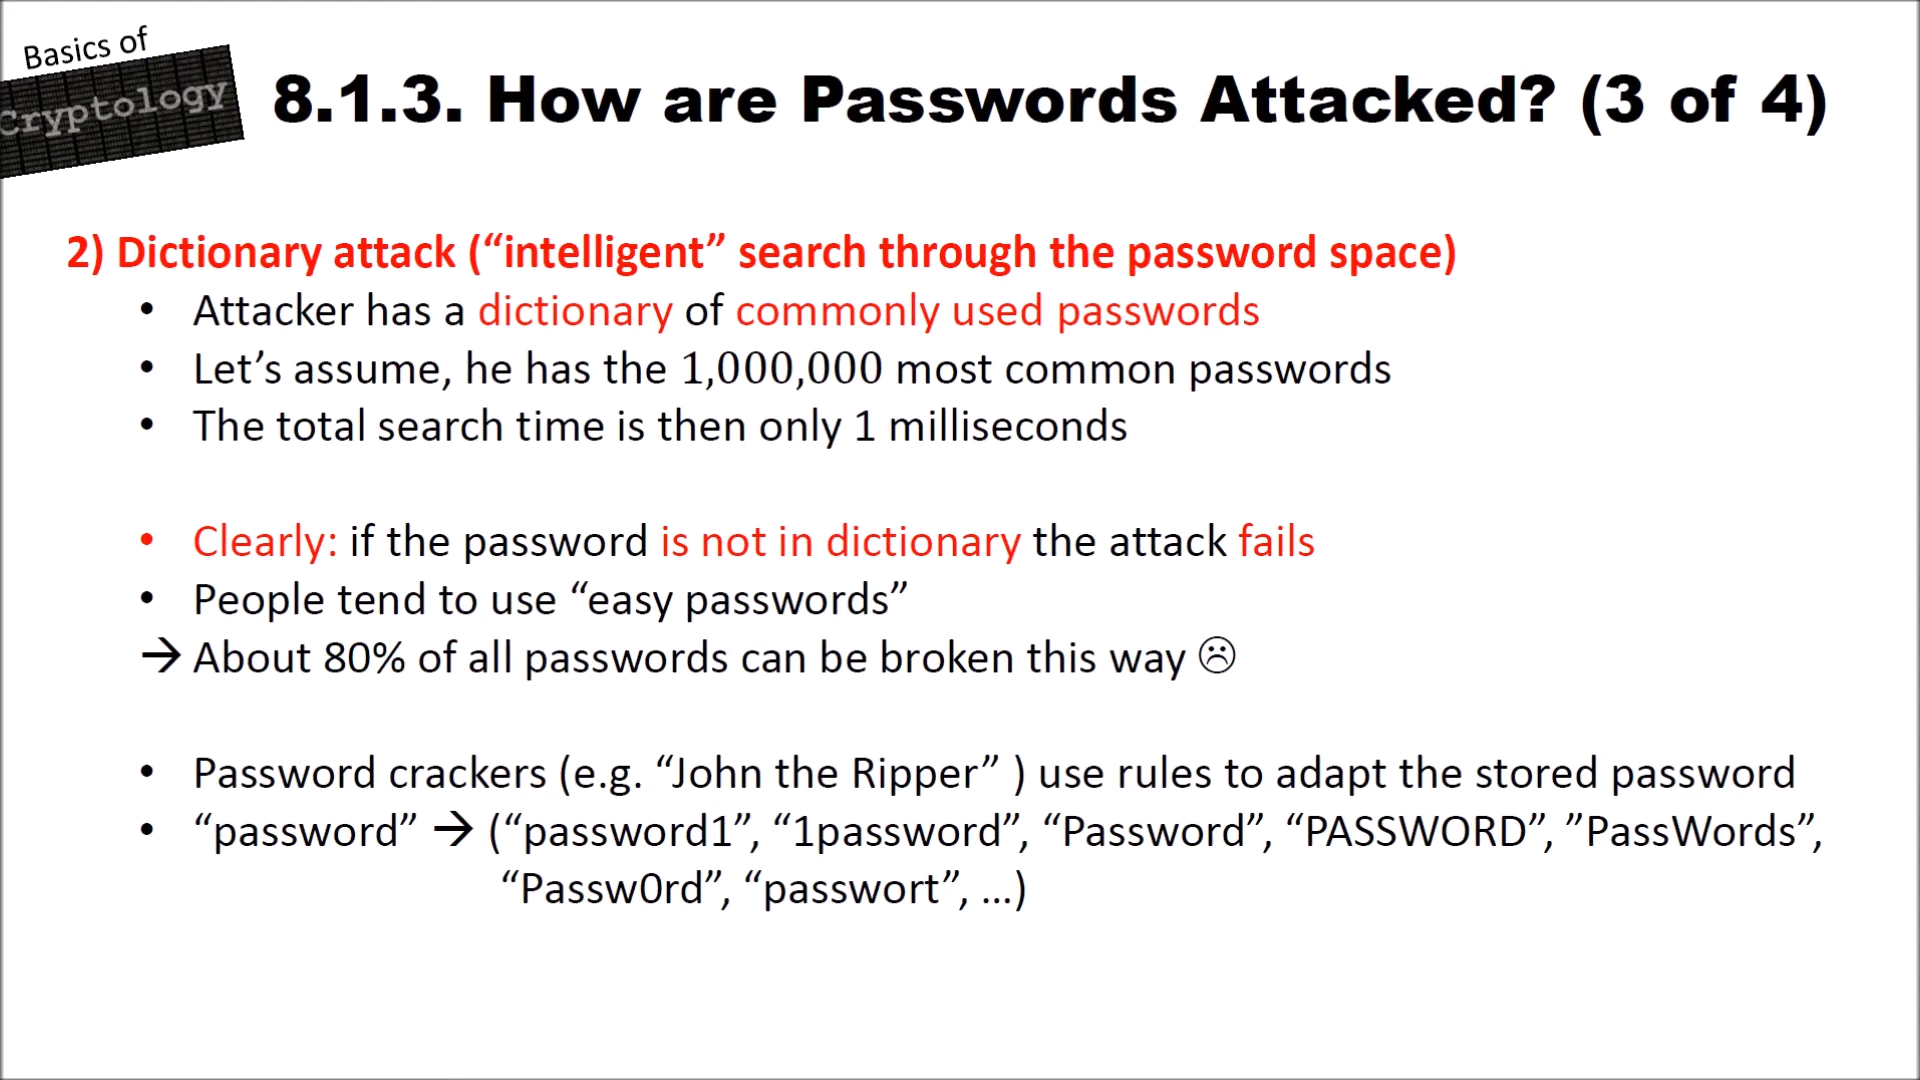 Basics of
Cryptology
8.1.3. How are Passwords Attacked? (3 of 4)
2) Dictionary attack (“intelligent” search through the password space)
• Attacker has a dictionary of commonly used passwords
• Let’s assume, he has the 1,000,000 most common passwords
• The total search time is then only 1 milliseconds
• Clearly: if the password is not in dictionary the attack fails
• People tend to use “easy passwords”
→ About 80% of all passwords can be broken this way ☹
• Password crackers (e.g. “John the Ripper” ) use rules to adapt the stored password
• “password” → (“password1”, “1password”, “Password”, “PASSWORD”, ”PassWords”,
“Passw0rd”, “passwort”, …)